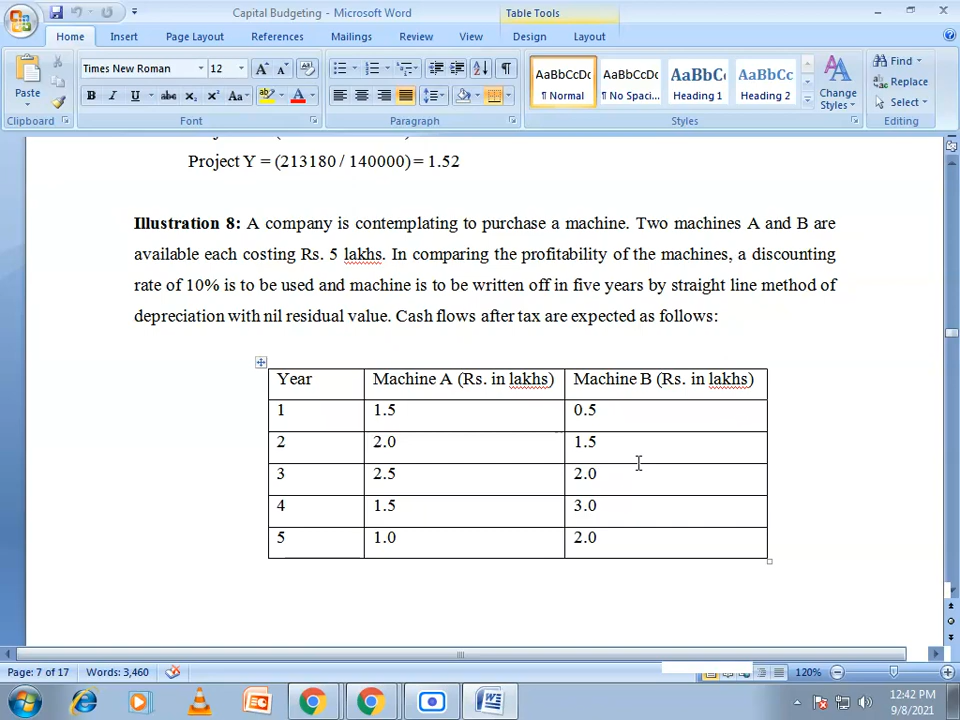 Capital Budgeting - Microsoft Word
Table Tools
Home Insert Page Layout References Mailings Review View Design Layout
Paste
Times New Roman 12
AaBbCcDc AaBbCcDc AaBbCc AaBbCc
¶ Normal ¶ No Spaci... Heading 1 Heading 2
Change Styles
Find
Replace
Select
Clipboard Font Paragraph Styles Editing
Project Y = (213180 / 140000) = 1.52
Illustration 8: A company is contemplating to purchase a machine. Two machines A and B are
available each costing Rs. 5 lakhs. In comparing the profitability of the machines, a discounting
rate of 10% is to be used and machine is to be written off in five years by straight line method of
depreciation with nil residual value. Cash flows after tax are expected as follows:
Year Machine A (Rs. in lakhs) Machine B (Rs. in lakhs)
1 1.5 0.5
2 2.0 1.5
3 2.5 2.0
4 1.5 3.0
5 1.0 2.0
Page: 7 of 17 Words: 3,460 120%
12:42 PM
9/8/2021